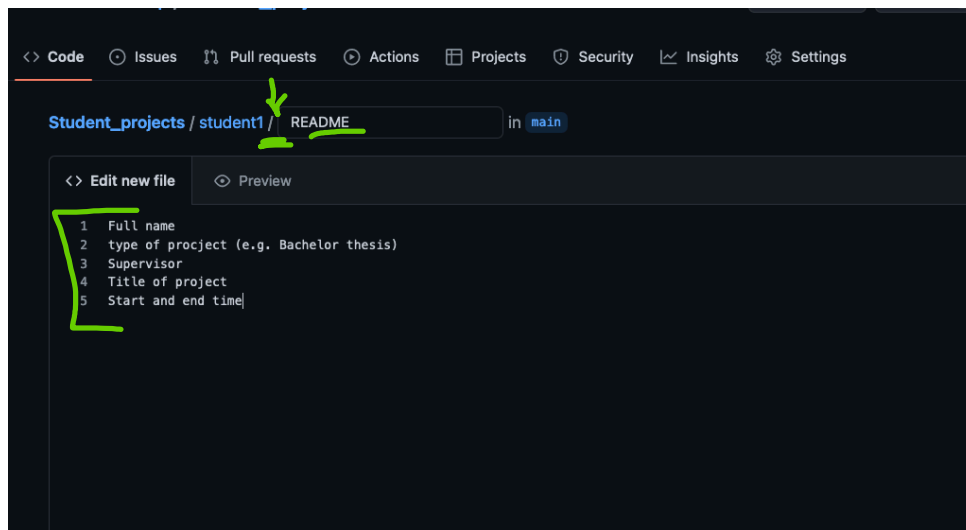 Code Issues Pull requests Actions Projects Security Insights Settings
Student_projects / student1 / README in main
Edit new file Preview
1 Full name
2 type of procject (e.g. Bachelor thesis)
3 Supervisor
4 Title of project
5 Start and end time